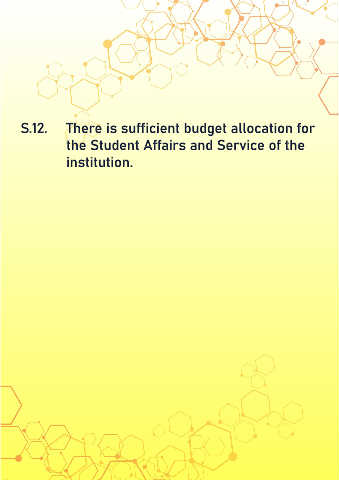 S.12. There is sufficient budget allocation for
the Student Affairs and Service of the
institution.